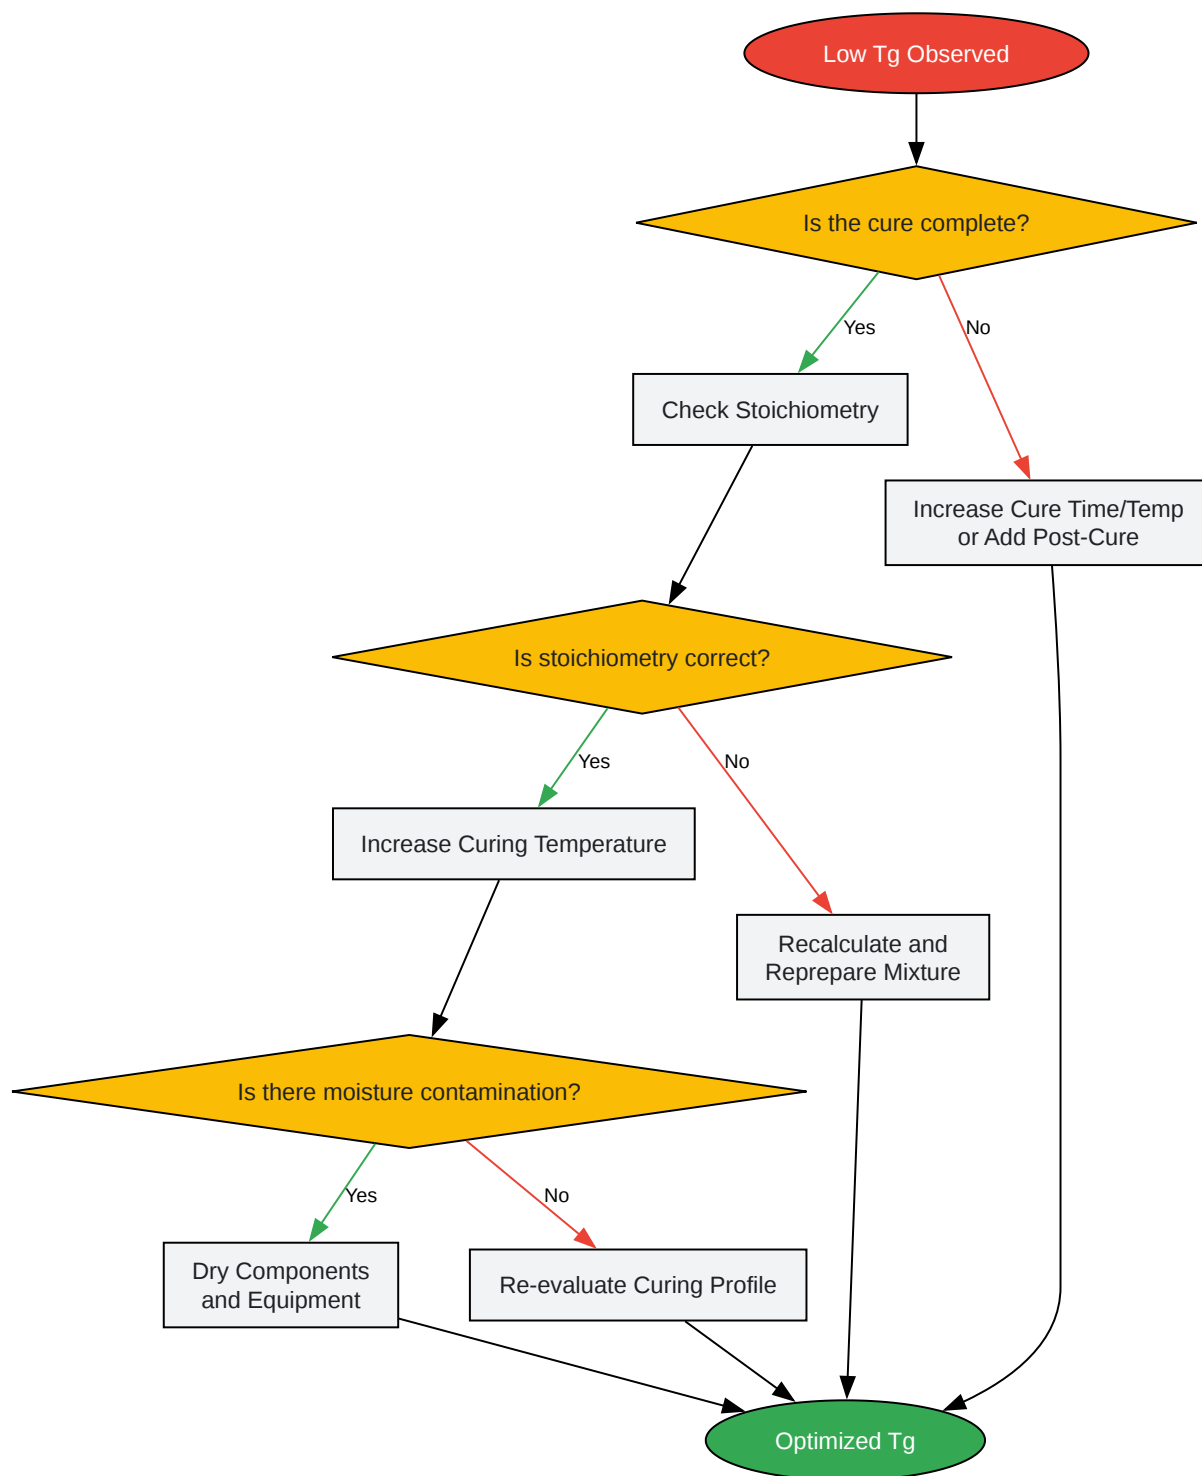 Low Tg Observed
Is the cure complete?
Yes
No
Check Stoichiometry
Increase Cure Time/Temp
or Add Post-Cure
Is stoichiometry correct?
Yes
No
Increase Curing Temperature
Recalculate and
Reprepare Mixture
Is there moisture contamination?
Yes
No
Dry Components
and Equipment
Re-evaluate Curing Profile
Optimized Tg